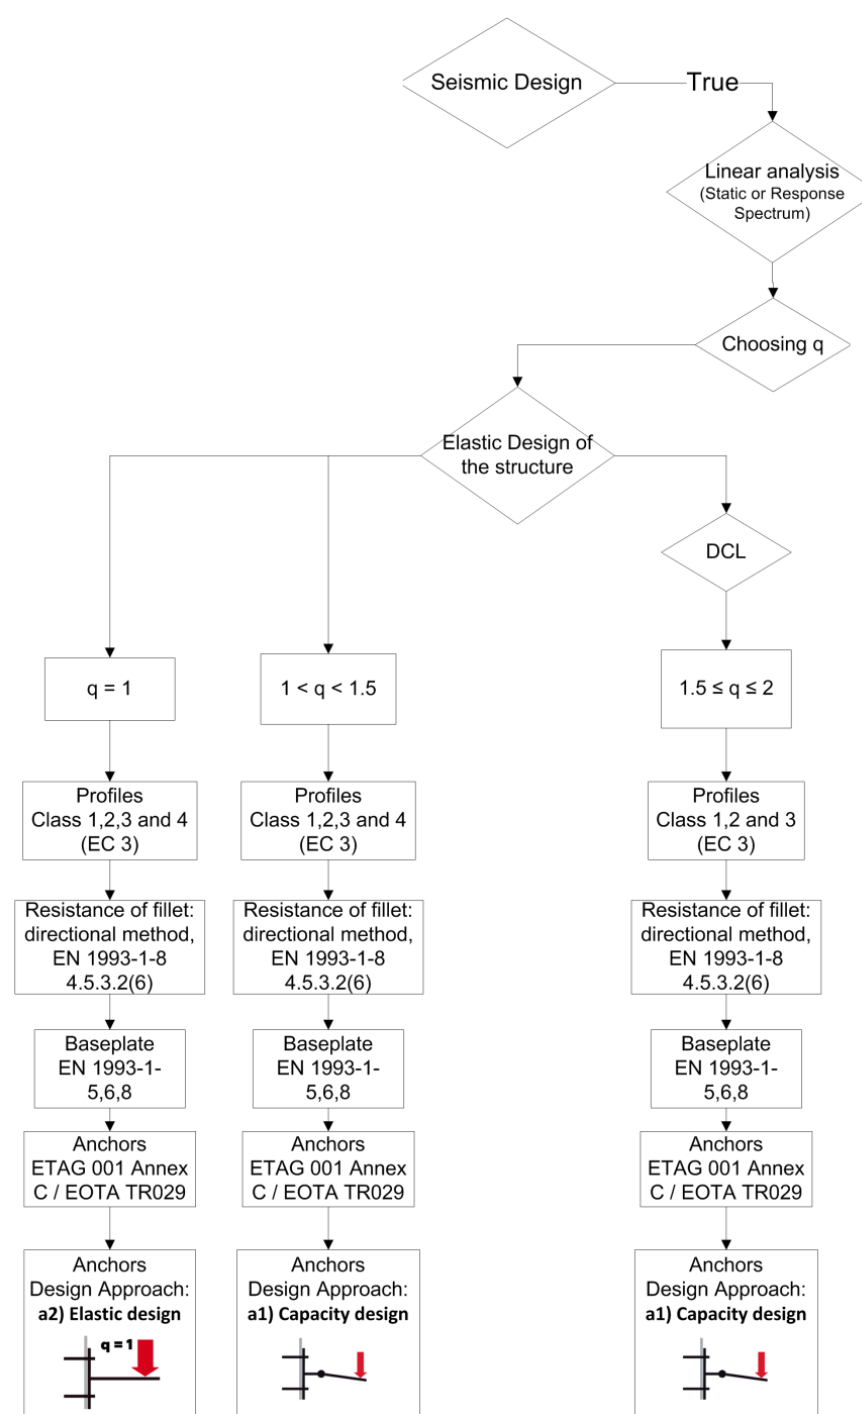 Seismic Design
True
Linear analysis
(Static or Response
Spectrum)
Choosing q
Elastic Design of
the structure
DCL
q = 1
1 < q < 1.5
1.5 ≤ q ≤ 2
Profiles
Class 1,2,3 and 4
(EC 3)
Profiles
Class 1,2,3 and 4
(EC 3)
Profiles
Class 1,2 and 3
(EC 3)
Resistance of fillet:
directional method,
EN 1993-1-8
4.5.3.2(6)
Resistance of fillet:
directional method,
EN 1993-1-8
4.5.3.2(6)
Resistance of fillet:
directional method,
EN 1993-1-8
4.5.3.2(6)
Baseplate
EN 1993-1-
5,6,8
Baseplate
EN 1993-1-
5,6,8
Baseplate
EN 1993-1-
5,6,8
Anchors
ETAG 001 Annex
C / EOTA TR029
Anchors
ETAG 001 Annex
C / EOTA TR029
Anchors
ETAG 001 Annex
C / EOTA TR029
Anchors
Design Approach:
a2) Elastic design
q = 1
Anchors
Design Approach:
a1) Capacity design
Anchors
Design Approach:
a1) Capacity design